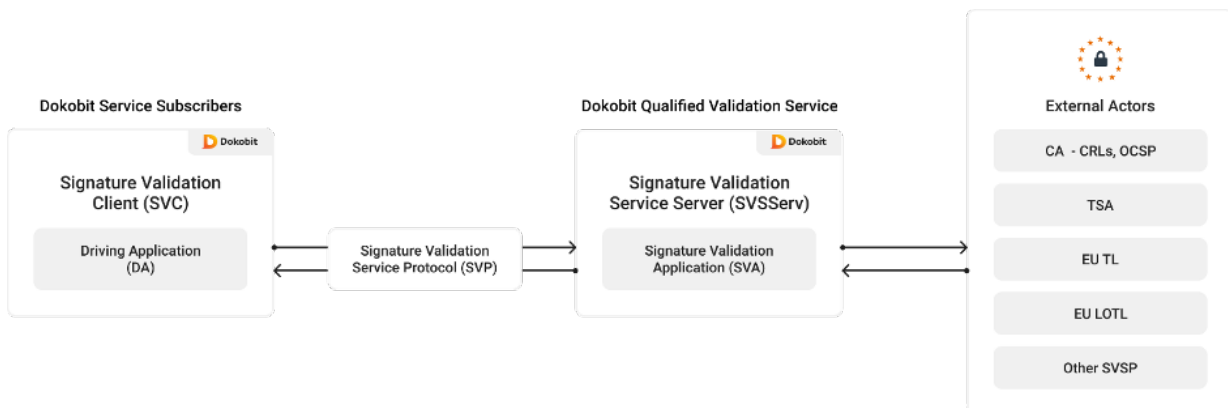 Dokobit Service Subscribers
Dokobit
Signature Validation
Client (SVC)
Driving Application
(DA)
Signature Validation
Service Protocol (SVP)
Dokobit Qualified Validation Service
Dokobit
Signature Validation
Service Server (SVSServ)
Signature Validation
Application (SVA)
External Actors
CA - CRLs, OCSP
TSA
EU TL
EU LOTL
Other SVSP